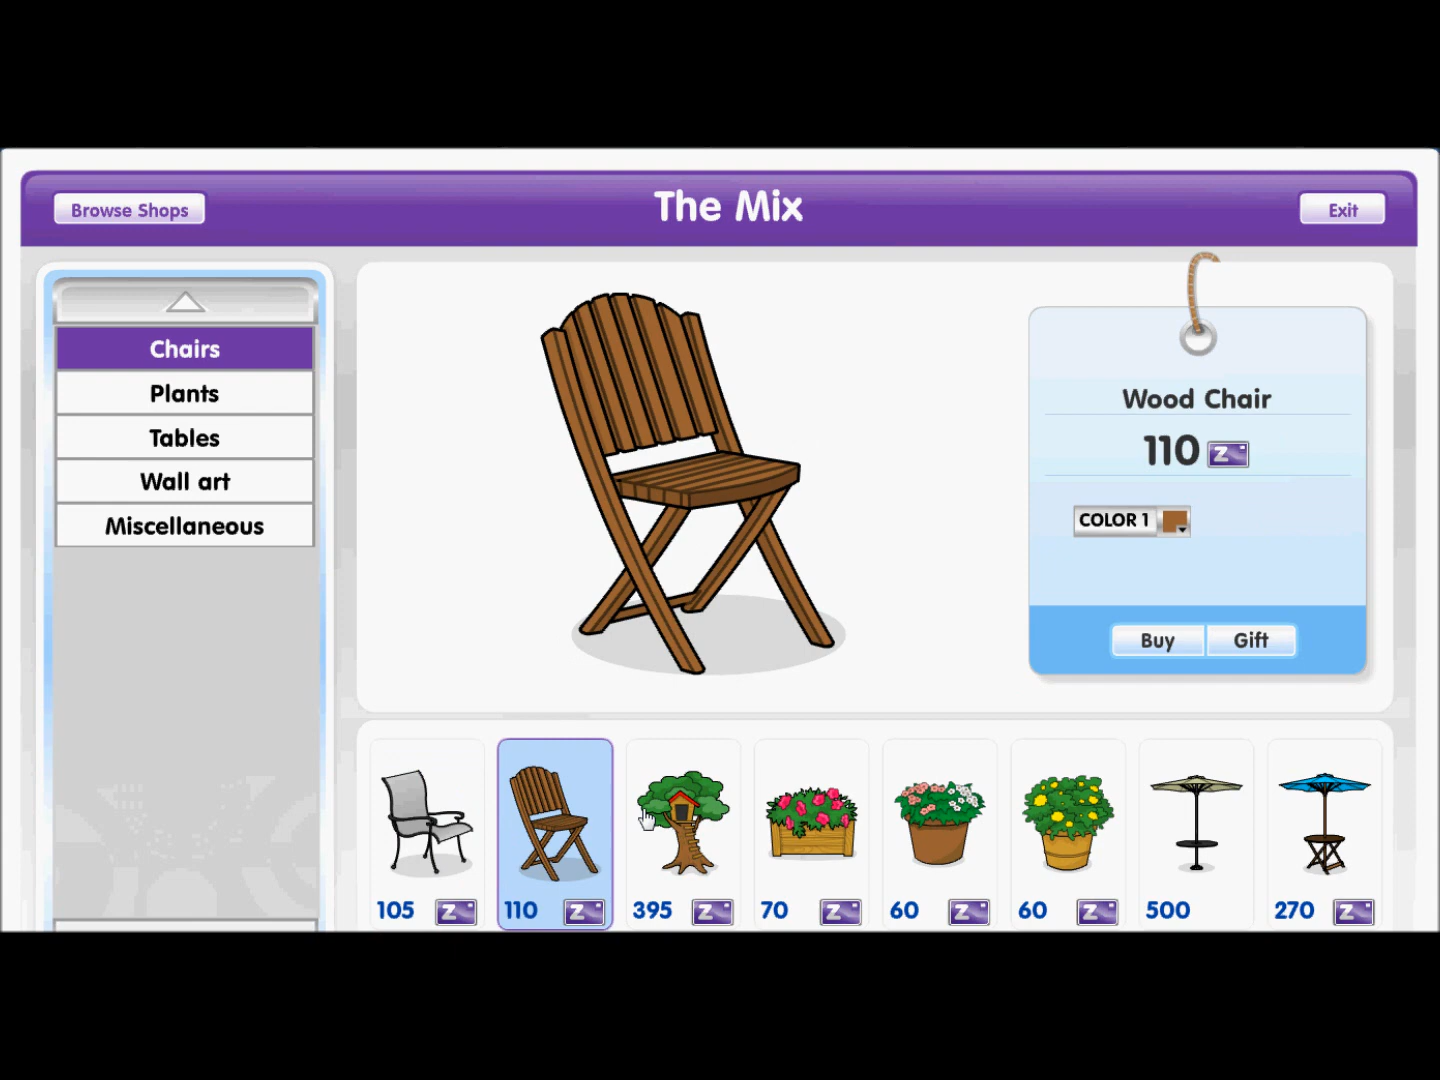 Browse Shops
The Mix
Exit
Chairs
Plants
Tables
Wall art
Miscellaneous
Wood Chair
110 Z
COLOR 1
Buy
Gift
105 Z
110 Z
395 Z
70 Z
60 Z
60 Z
500
270 Z